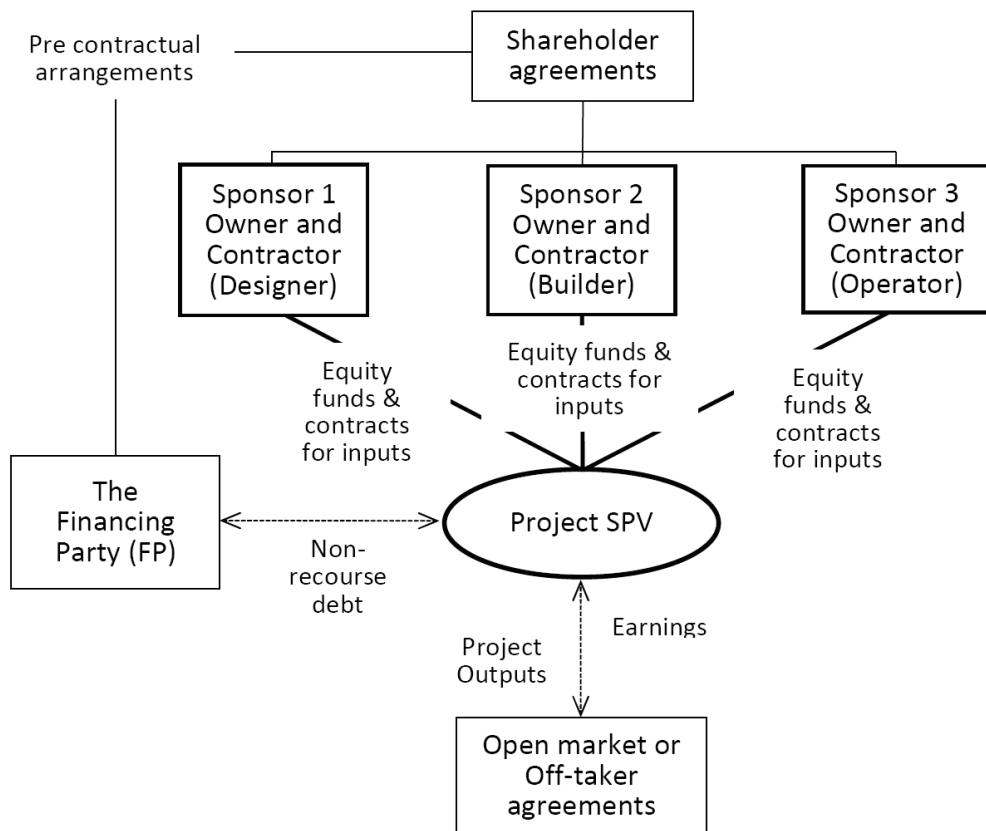 Pre contractual
arrangements
Shareholder
agreements
Sponsor 1
Owner and
Contractor
(Designer)
Sponsor 2
Owner and
Contractor
(Builder)
Sponsor 3
Owner and
Contractor
(Operator)
Equity
funds &
contracts
for inputs
Equity funds &
contracts for
inputs
Equity
funds &
contracts
for inputs
The
Financing
Party (FP)
Non-
recourse
debt
Project SPV
Project
Outputs
Earnings
Open market or
Off-taker
agreements